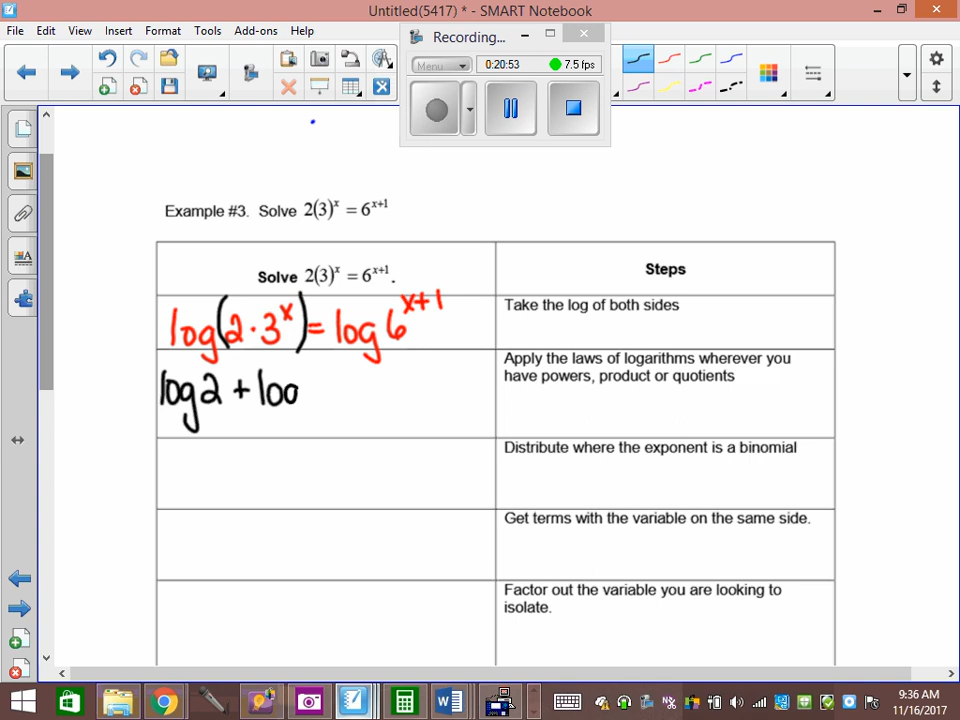 Untitled(5417) * - SMART Notebook
File Edit View Insert Format Tools Add-ons Help
Recording...
Menu 0:20:53 7.5 fps
Example #3. Solve 2(3)^x = 6^{x+1}
Solve 2(3)^x = 6^{x+1}.
Steps
log(2·3^x) = log 6^{x+1}
Take the log of both sides
log 2 + loo
Apply the laws of logarithms wherever you
have powers, product or quotients
Distribute where the exponent is a binomial
Get terms with the variable on the same side.
Factor out the variable you are looking to
isolate.
9:36 AM
11/16/2017